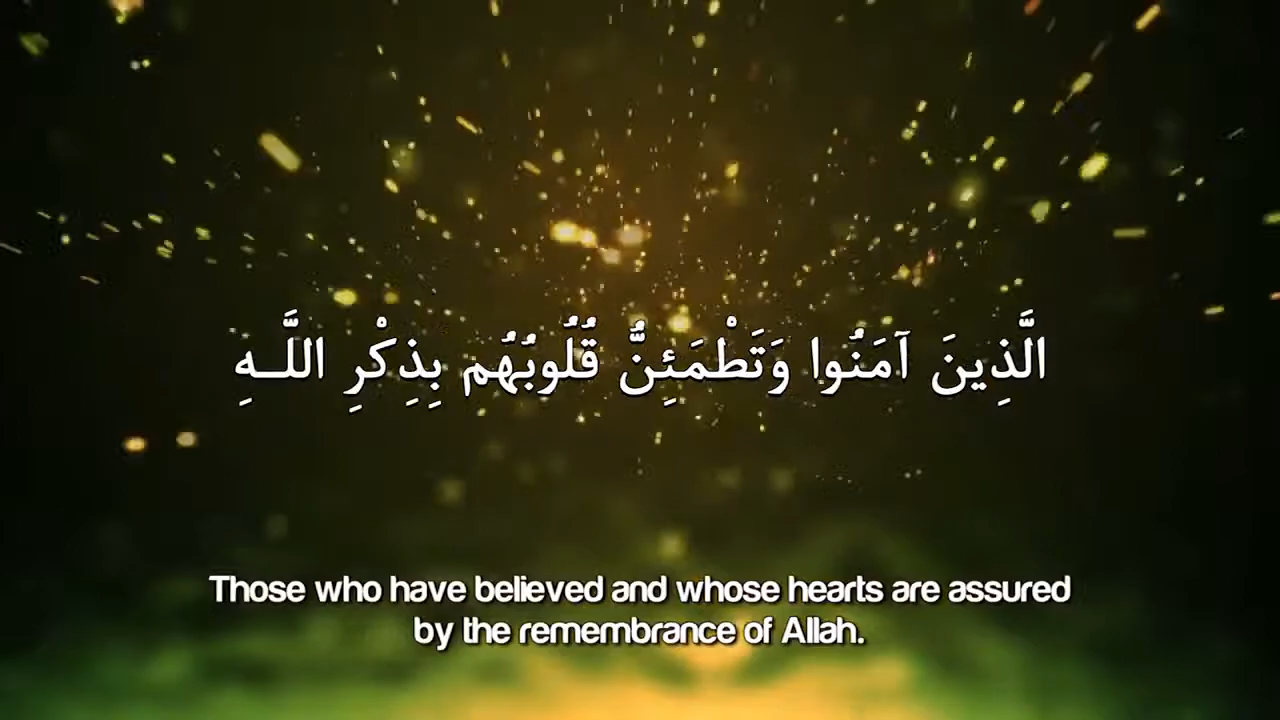 الَّذِينَ آمَنُوا وَتَطْمَئِنُّ قُلُوبُهُم بِذِكْرِ اللَّـهِ
Those who have believed and whose hearts are assured
by the remembrance of Allah.